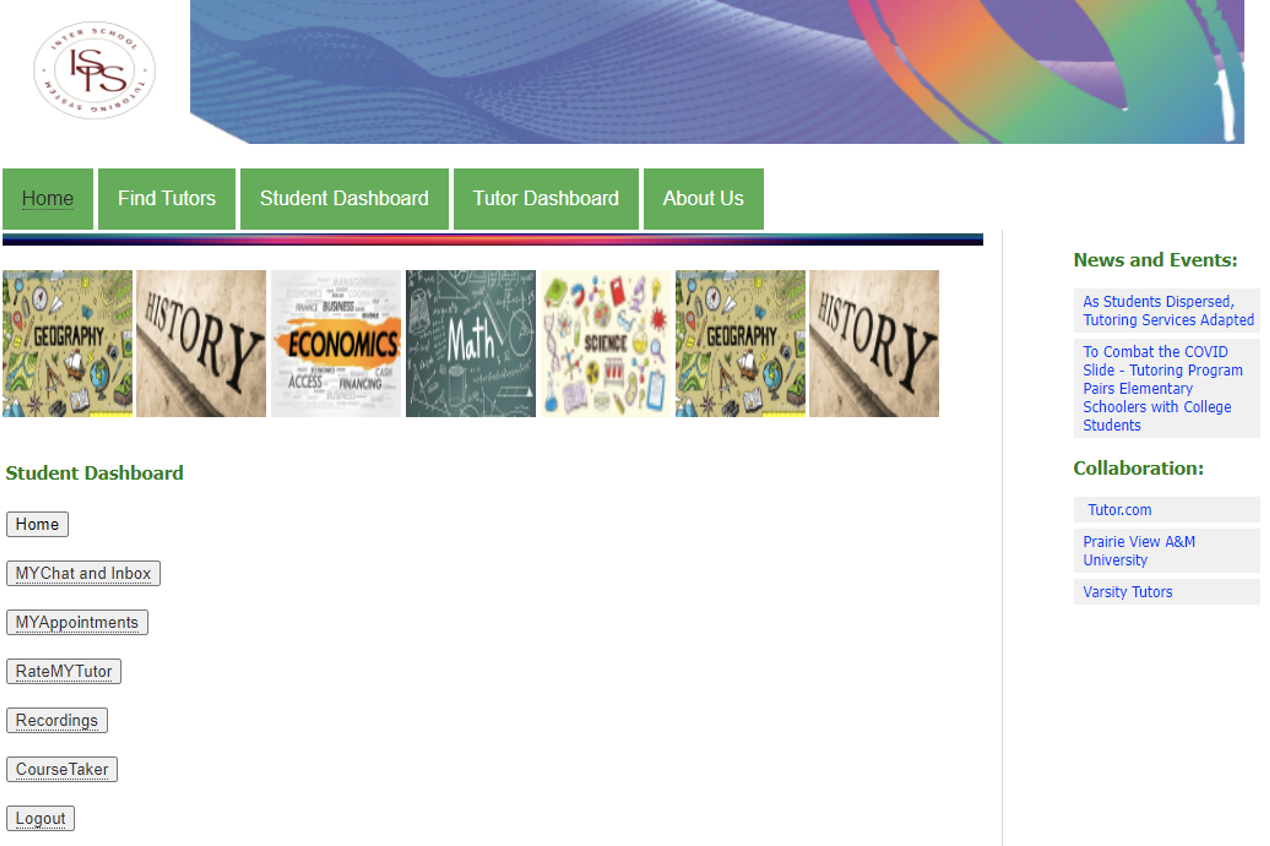 INTER SCHOOL
ISTS
TUTORING SYSTEM
Home
Find Tutors
Student Dashboard
Tutor Dashboard
About Us
GEOGRAPHY
HISTORY
MANAGEMENT
FINANCE BUSINESS
ECONOMICS
CASH
ACCESS FINANCING
BUSINESS
Math
SCIENCE
GEOGRAPHY
HISTORY
Student Dashboard
Home
MYChat and Inbox
MYAppointments
RateMYTutor
Recordings
CourseTaker
Logout
News and Events:
As Students Dispersed,
Tutoring Services Adapted
To Combat the COVID
Slide - Tutoring Program
Pairs Elementary
Schoolers with College
Students
Collaboration:
Tutor.com
Prairie View A&M
University
Varsity Tutors